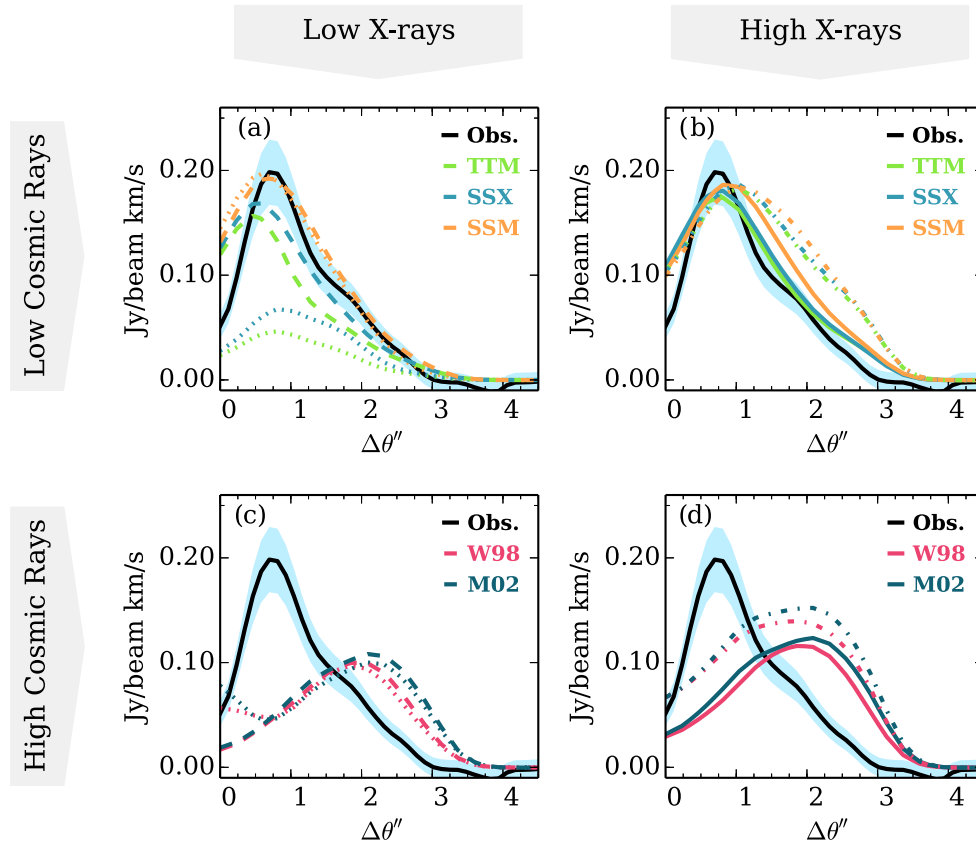 Low X-rays
High X-rays
Low Cosmic Rays
(a)
Obs.
TTM
SSX
SSM
Jy/beam km/s
0.20
0.10
0.00
0 1 2 3 4
Δθ″
(b)
Obs.
TTM
SSX
SSM
Jy/beam km/s
0.20
0.10
0.00
0 1 2 3 4
Δθ″
High Cosmic Rays
(c)
Obs.
W98
M02
Jy/beam km/s
0.20
0.10
0.00
0 1 2 3 4
Δθ″
(d)
Obs.
W98
M02
Jy/beam km/s
0.20
0.10
0.00
0 1 2 3 4
Δθ″